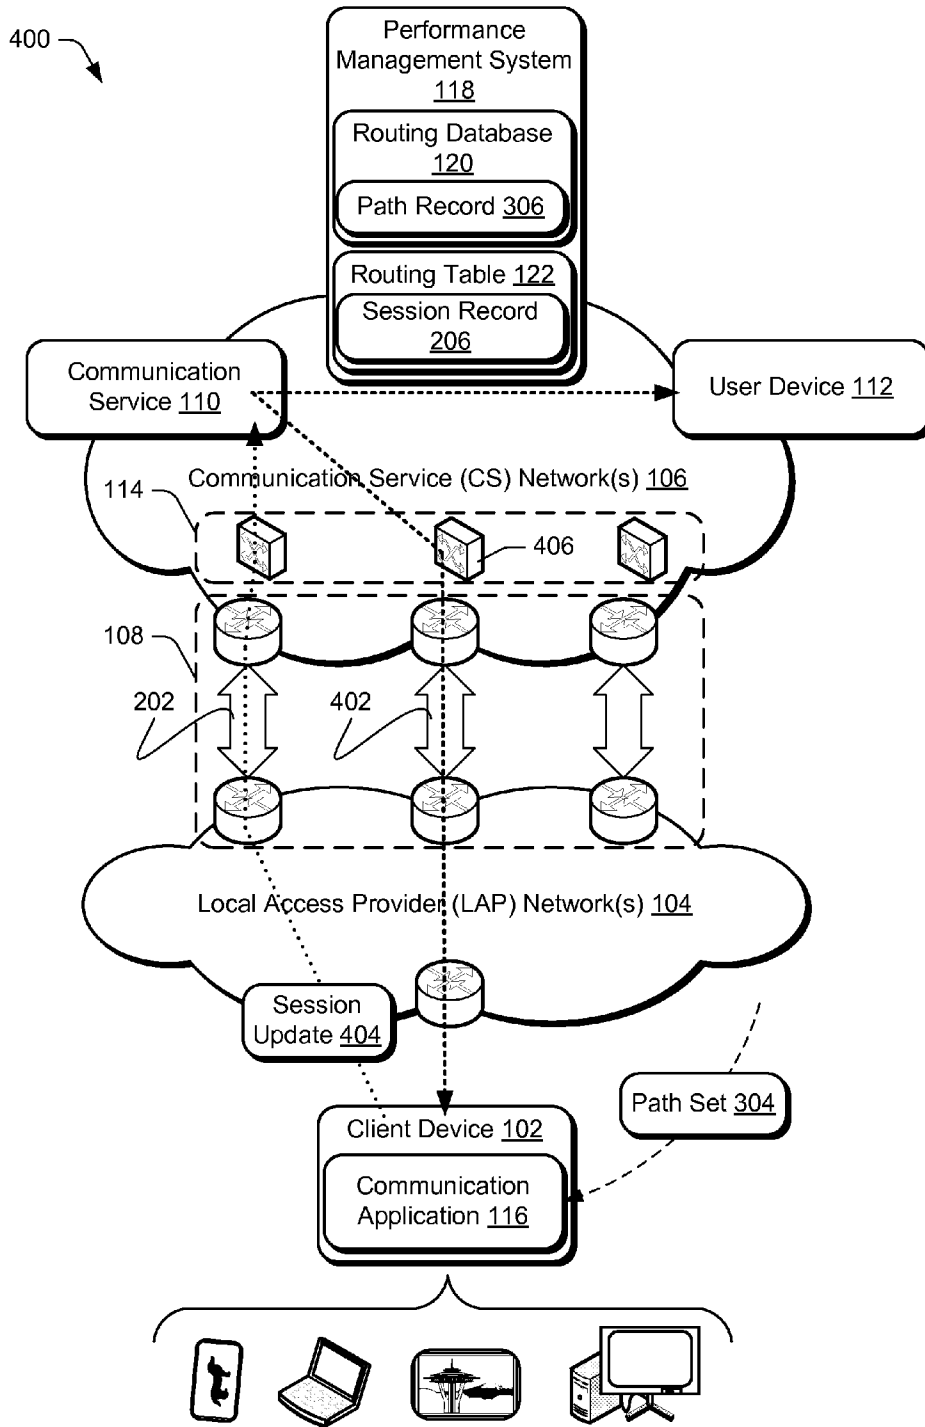 400
Performance
Management System
118
Routing Database
120
Path Record 306
Routing Table 122
Session Record
206
Communication
Service 110
User Device 112
Communication Service (CS) Network(s) 106
114
406
108
202
402
Local Access Provider (LAP) Network(s) 104
Session
Update 404
Path Set 304
Client Device 102
Communication
Application 116